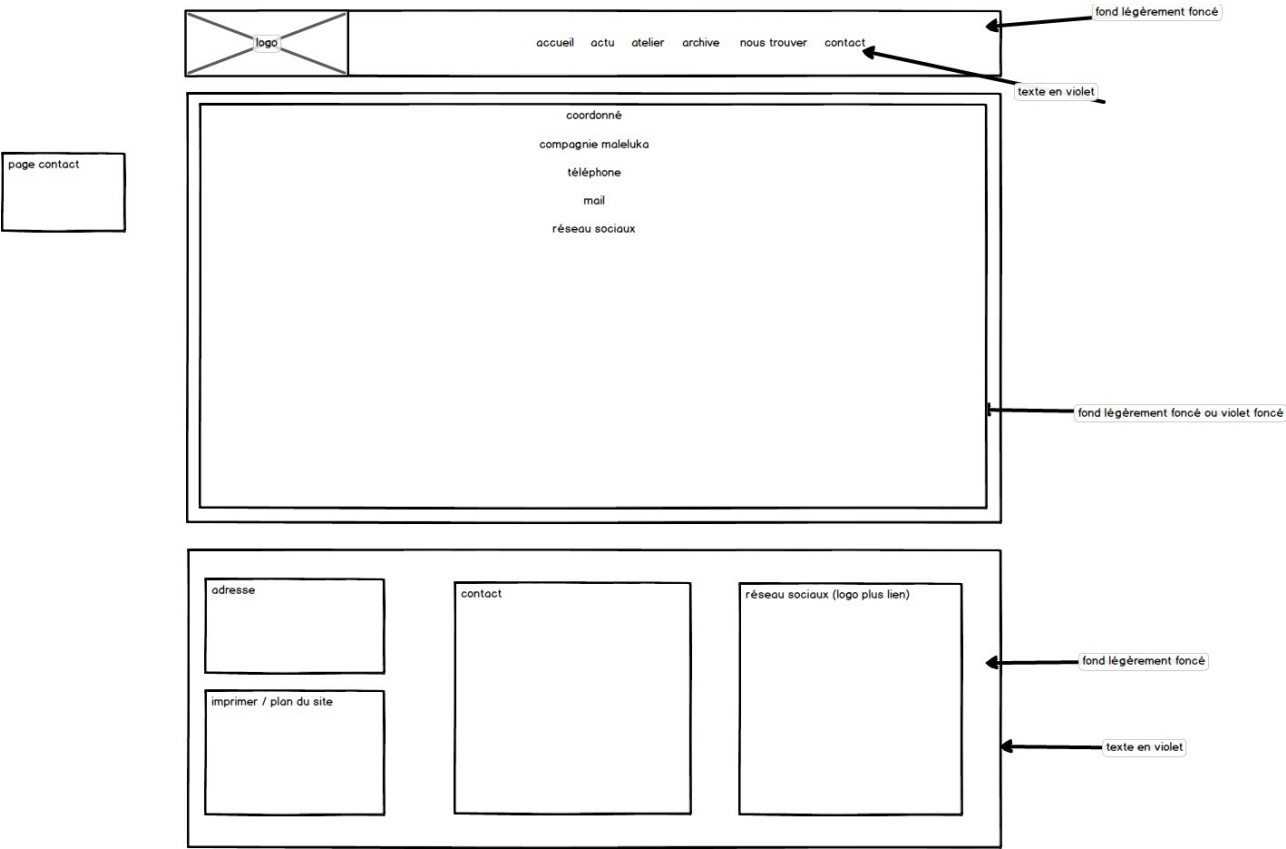 fond légèrement foncé
logo
accueil actu atelier archive nous trouver contact
texte en violet
coordonné
compagnie maleluka
page contact
téléphone
mail
réseau sociaux
fond légèrement foncé ou violet foncé
adresse
contact
réseau sociaux (logo plus lien)
fond légèrement foncé
imprimer / plan du site
texte en violet